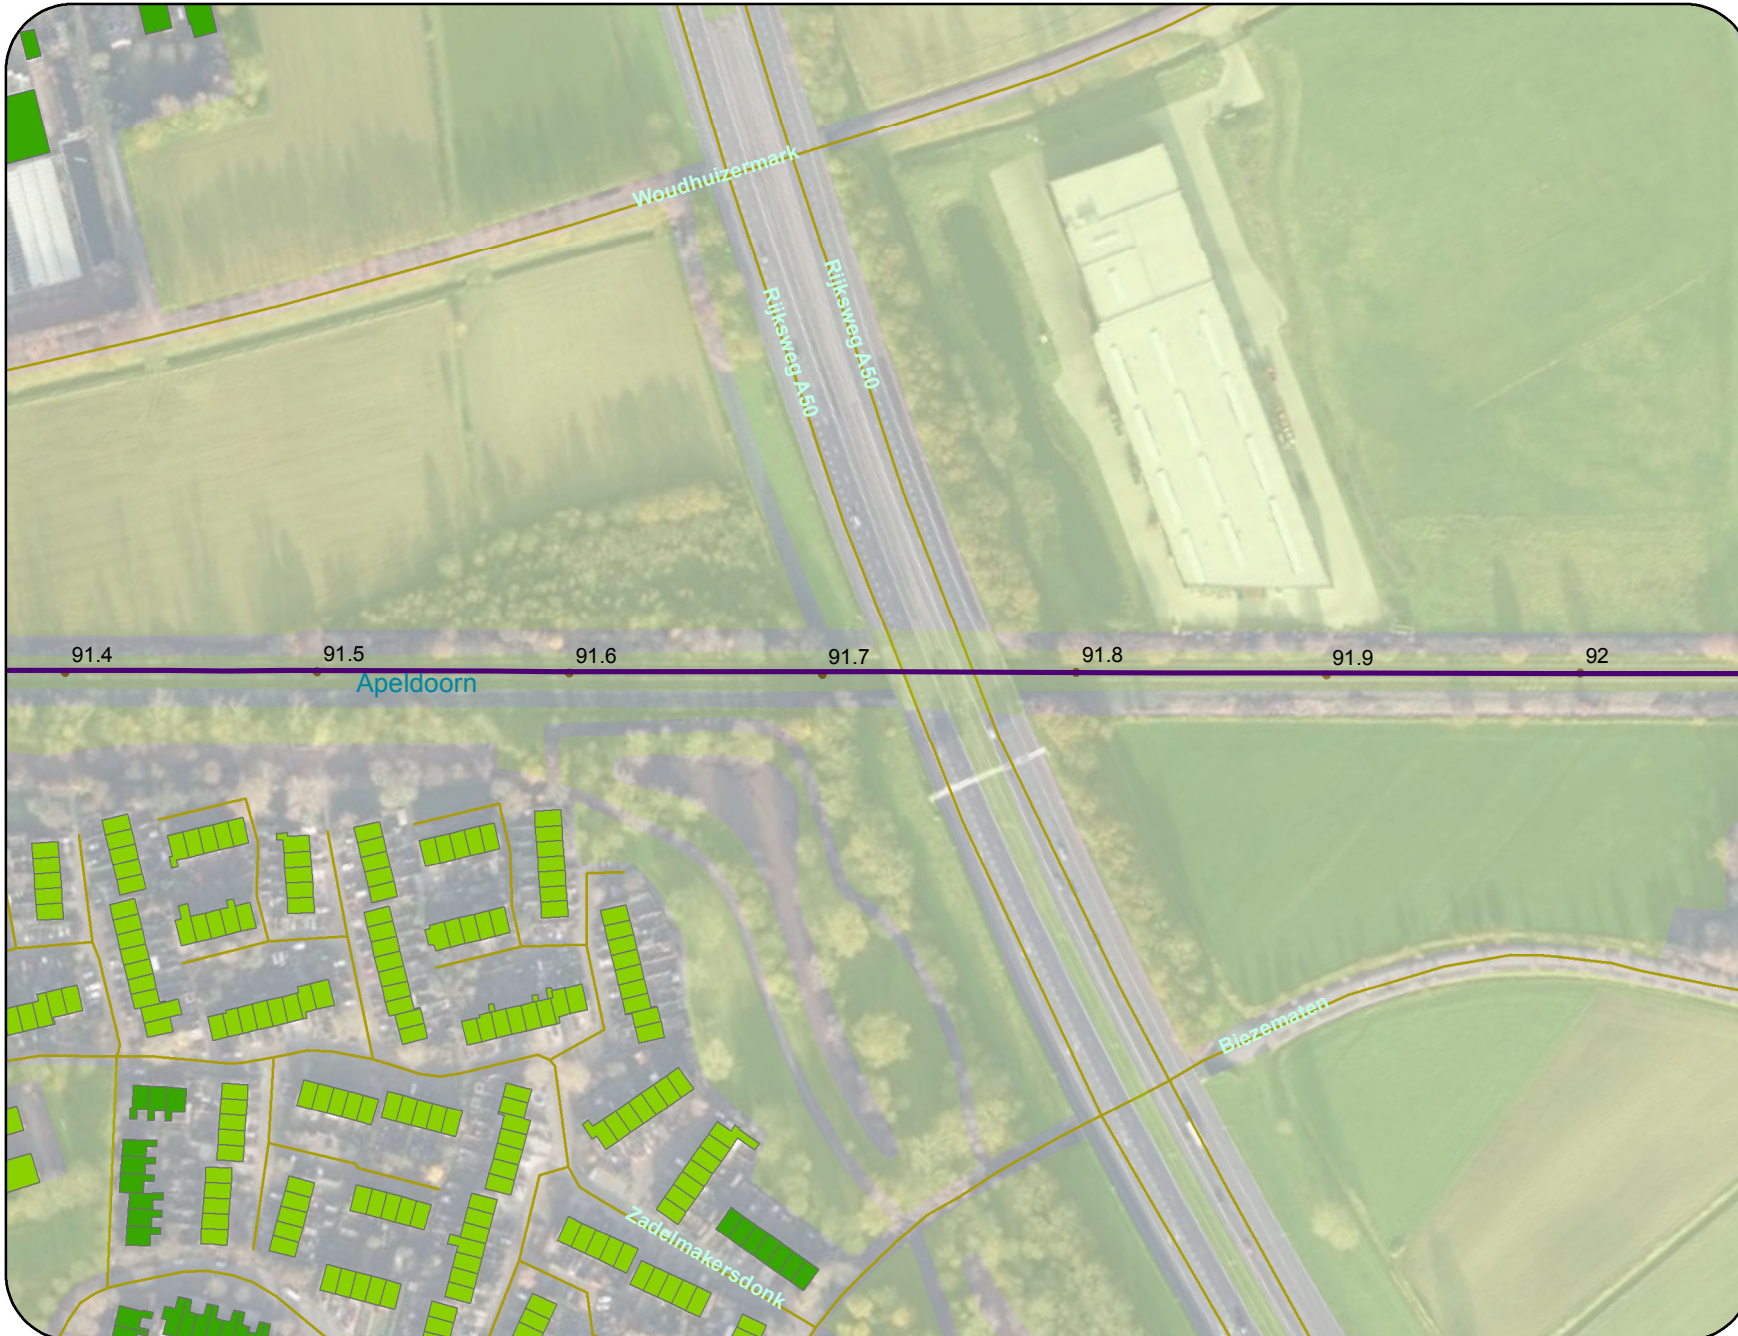 Woudhuizermark
Rijksweg A50
Rijksweg A50
91.4
91.5
91.6
91.7
91.8
91.9
92
Apeldoorn
Biezematen
Zadelmakersdonk